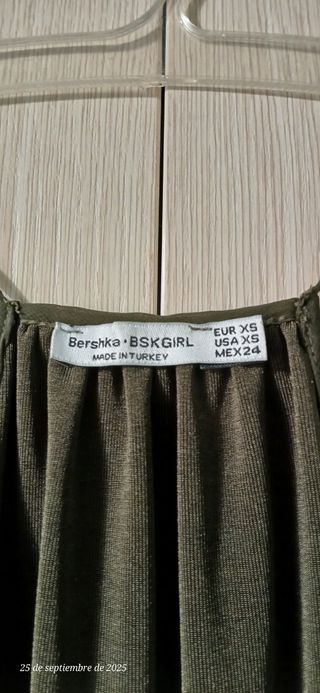 Bershka • BSKGIRL
MADE IN TURKEY
EUR XS
USA XS
MEX 24
25 de septiembre de 2025